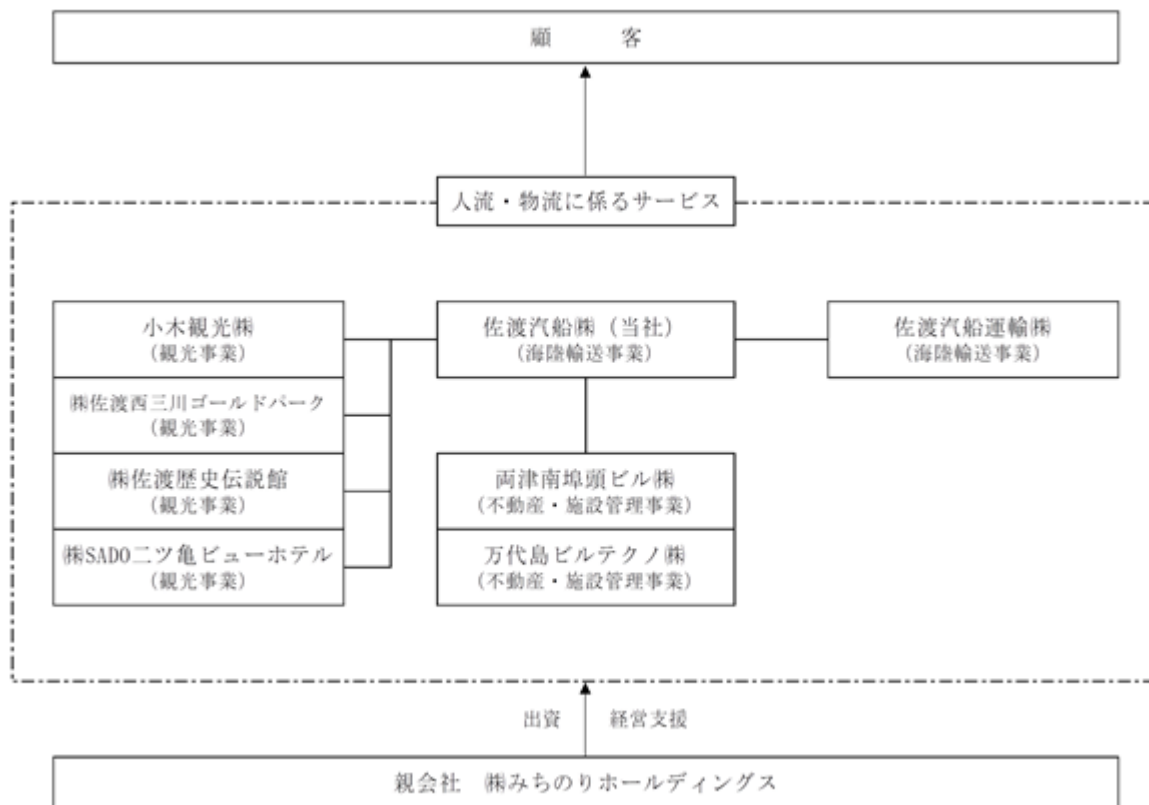 顧　　客
人流・物流に係るサービス
小木観光㈱
(観光事業)
㈱佐渡西三川ゴールドパーク
(観光事業)
㈱佐渡歴史伝説館
(観光事業)
㈱SADO二ツ亀ビューホテル
(観光事業)
佐渡汽船㈱（当社）
(海陸輸送事業)
両津南埠頭ビル㈱
(不動産・施設管理事業)
万代島ビルテクノ㈱
(不動産・施設管理事業)
佐渡汽船運輸㈱
(海陸輸送事業)
出資　経営支援
親会社　㈱みちのりホールディングス